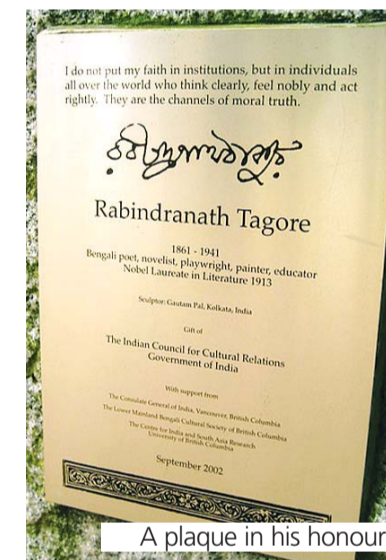 I do not put my faith in institutions, but in individuals
all over the world who think clearly, feel nobly and act
rightly. They are the channels of moral truth.
রবীন্দ্রনাথ ঠাকুর
Rabindranath Tagore
1861 - 1941
Bengali poet, novelist, playwright, painter, educator
Nobel Laureate in Literature 1913
Sculptor: Gautam Pal, Kolkata, India
Gift of
The Indian Council for Cultural Relations
Government of India
With support from
The Consulate General of India, Vancouver, British Columbia
The Lower Mainland Bengali Cultural Society of British Columbia
The Centre for India and South Asia Research
University of British Columbia
September 2002
A plaque in his honour